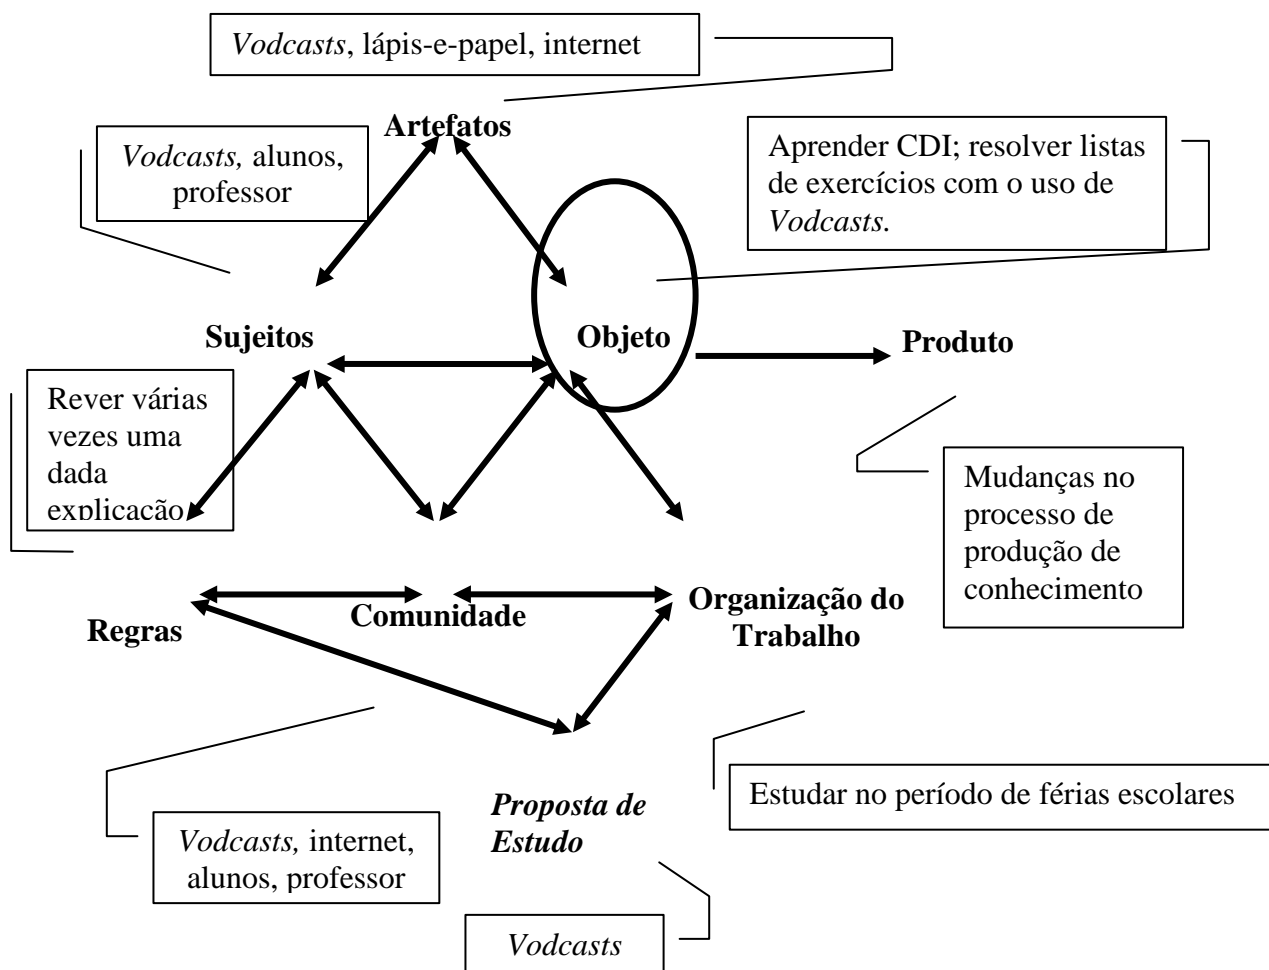 Vodcasts, lápis-e-papel, internet
Artefatos
Vodcasts, alunos,
professor
Aprender CDI; resolver listas
de exercícios com o uso de
Vodcasts.
Sujeitos
Objeto
Produto
Rever várias
vezes uma
dada
explicação
Mudanças no
processo de
produção de
conhecimento
Regras
Comunidade
Organização do
Trabalho
Proposta de
Estudo
Estudar no período de férias escolares
Vodcasts, internet,
alunos, professor
Vodcasts